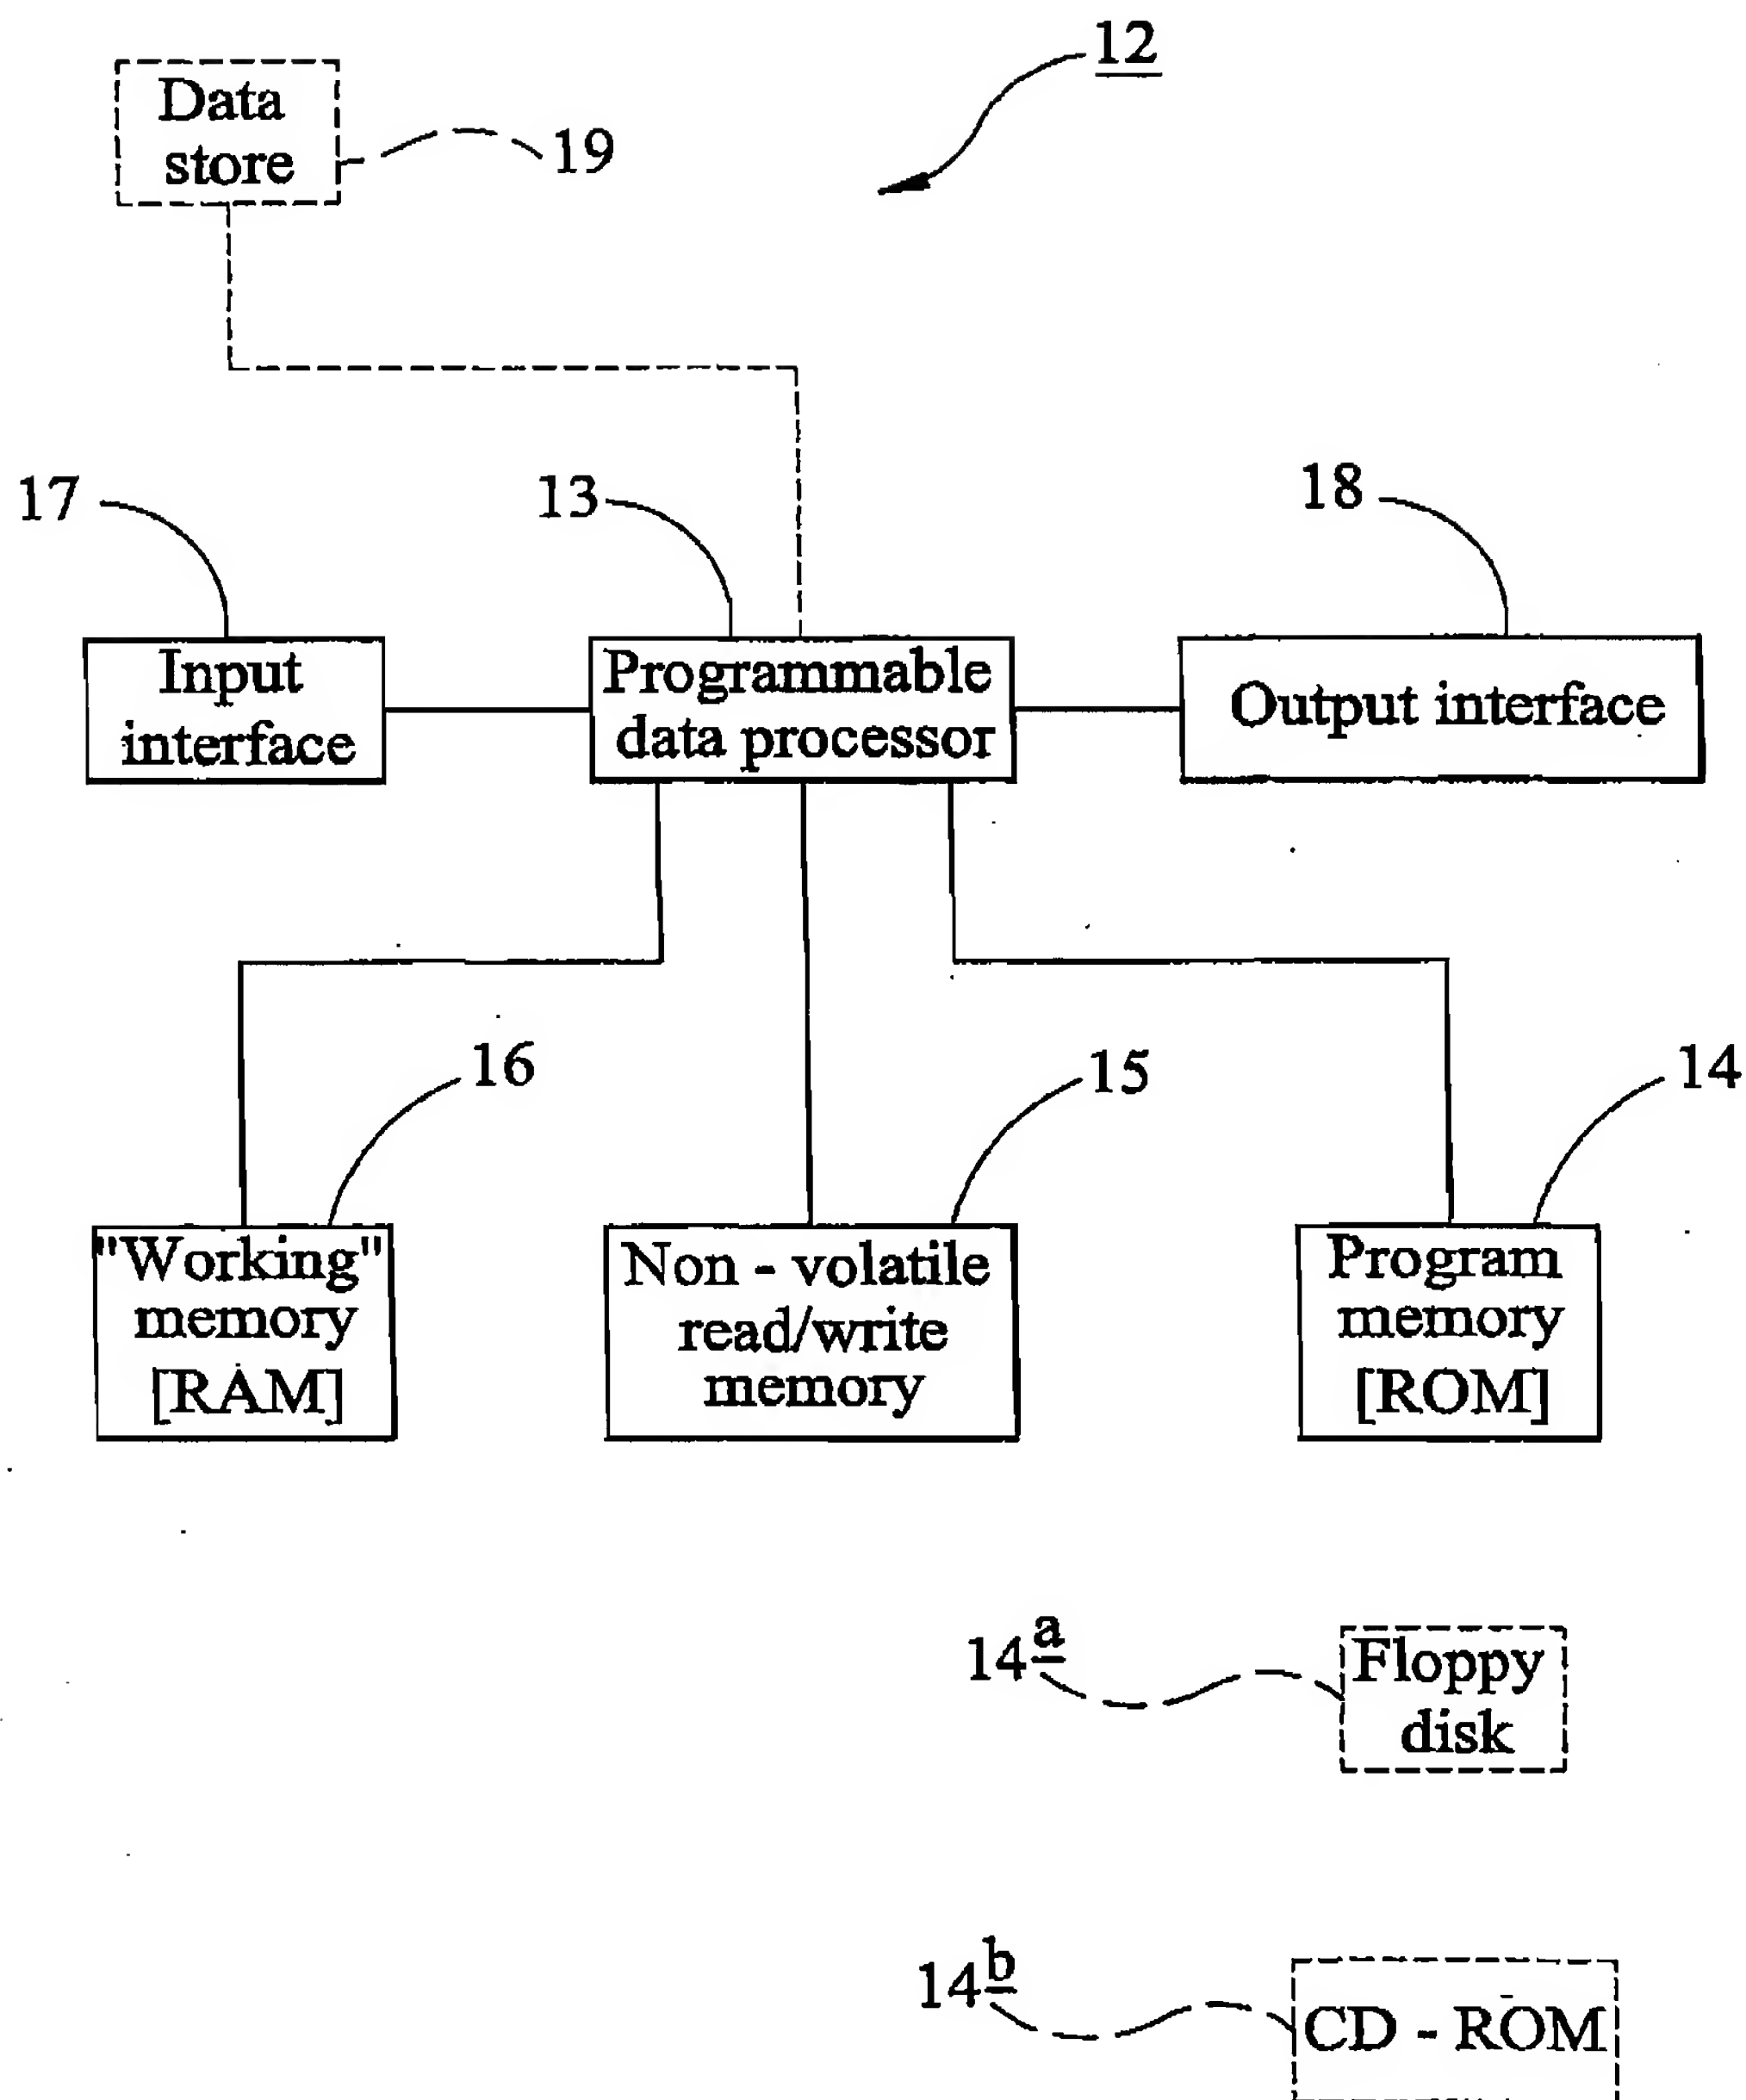 12
Data
store
19
17
13
18
Input
interface
Programmable
data processor
Output interface
16
15
14
"Working"
memory
[RAM]
Non - volatile
read/write
memory
Program
memory
[ROM]
14a
Floppy
disk
14b
CD - ROM